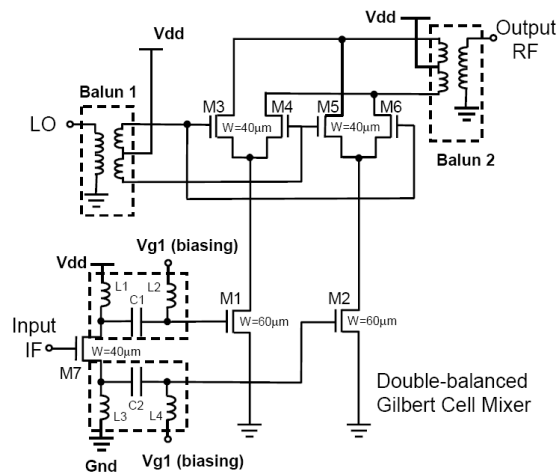 Vdd
Output
RF
Vdd
Balun 1
M3
M4
M5
M6
LO
W=40μm
W=40μm
Balun 2
Vg1 (biasing)
Vdd
L1
L2
C1
M1
M2
Input
IF
W=40μm
W=60μm
W=60μm
M7
C2
L3
L4
Double-balanced
Gilbert Cell Mixer
Gnd
Vg1 (biasing)